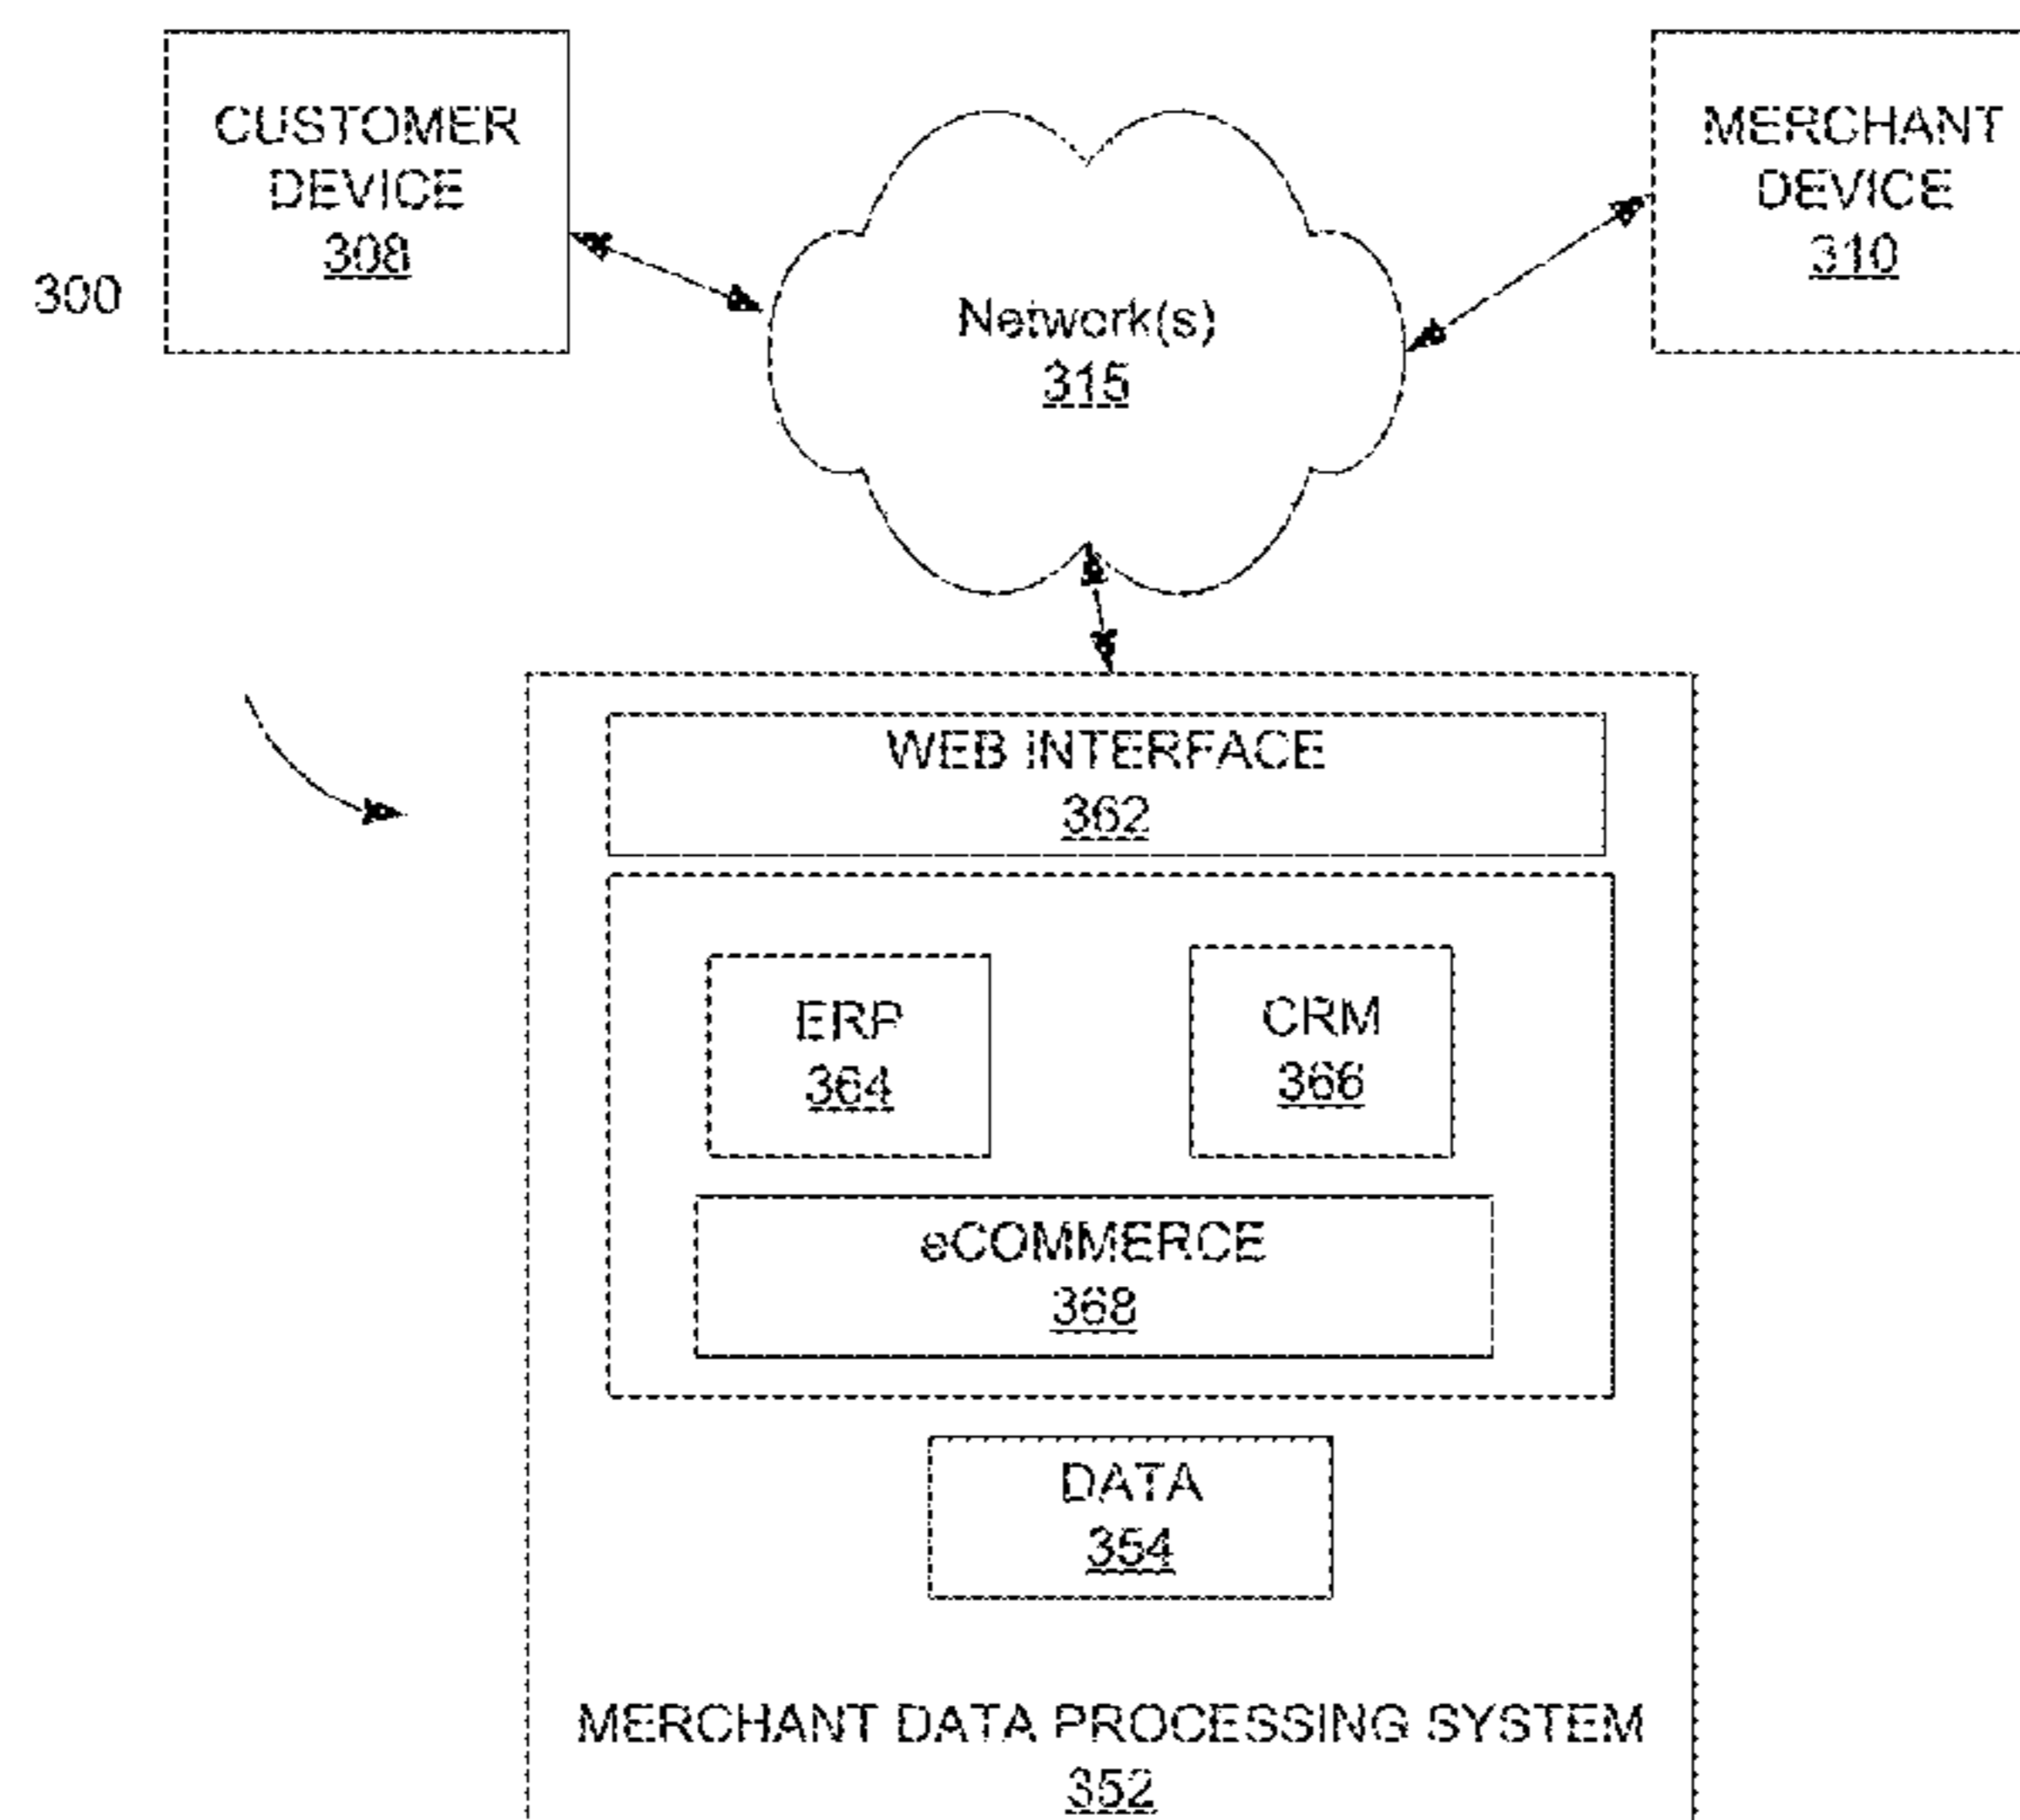 CUSTOMER
DEVICE
308
MERCHANT
DEVICE
310
300
Network(s)
315
WEB INTERFACE
362
ERP
364
CRM
366
eCOMMERCE
368
DATA
354
MERCHANT DATA PROCESSING SYSTEM
352